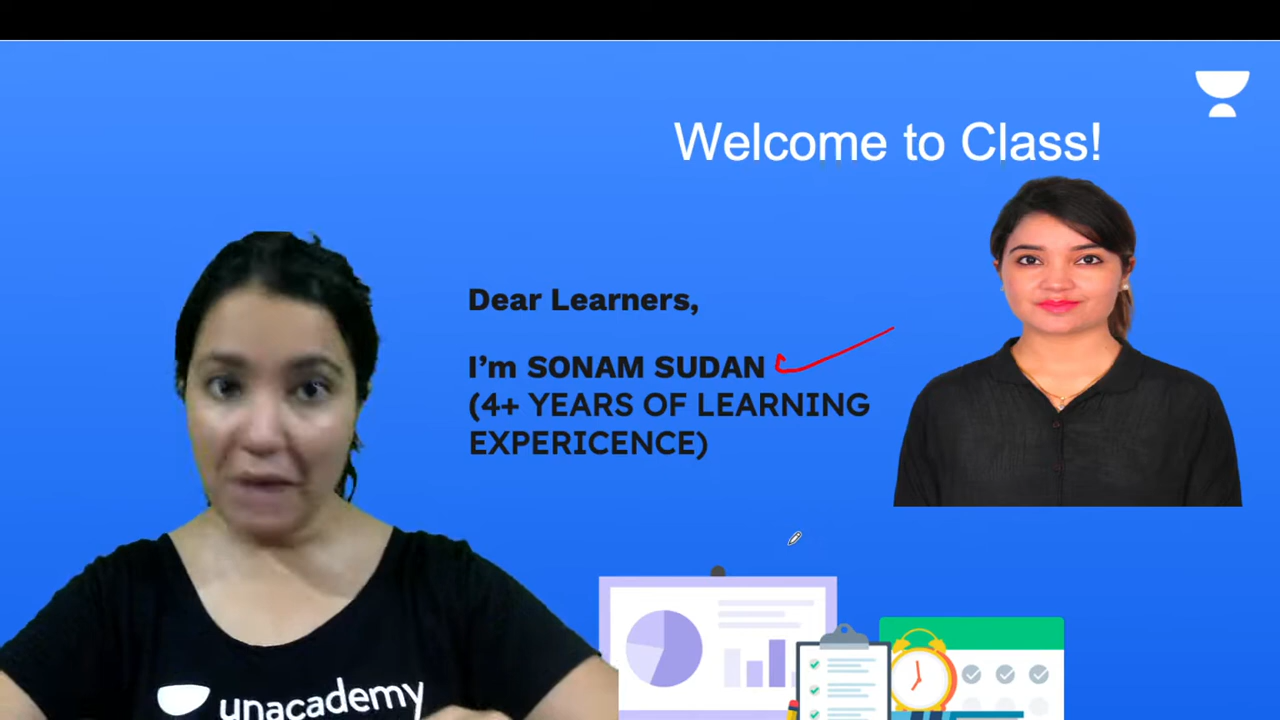 Welcome to Class!
Dear Learners,
I'm SONAM SUDAN
(4+ YEARS OF LEARNING
EXPERICENCE)
unacademy